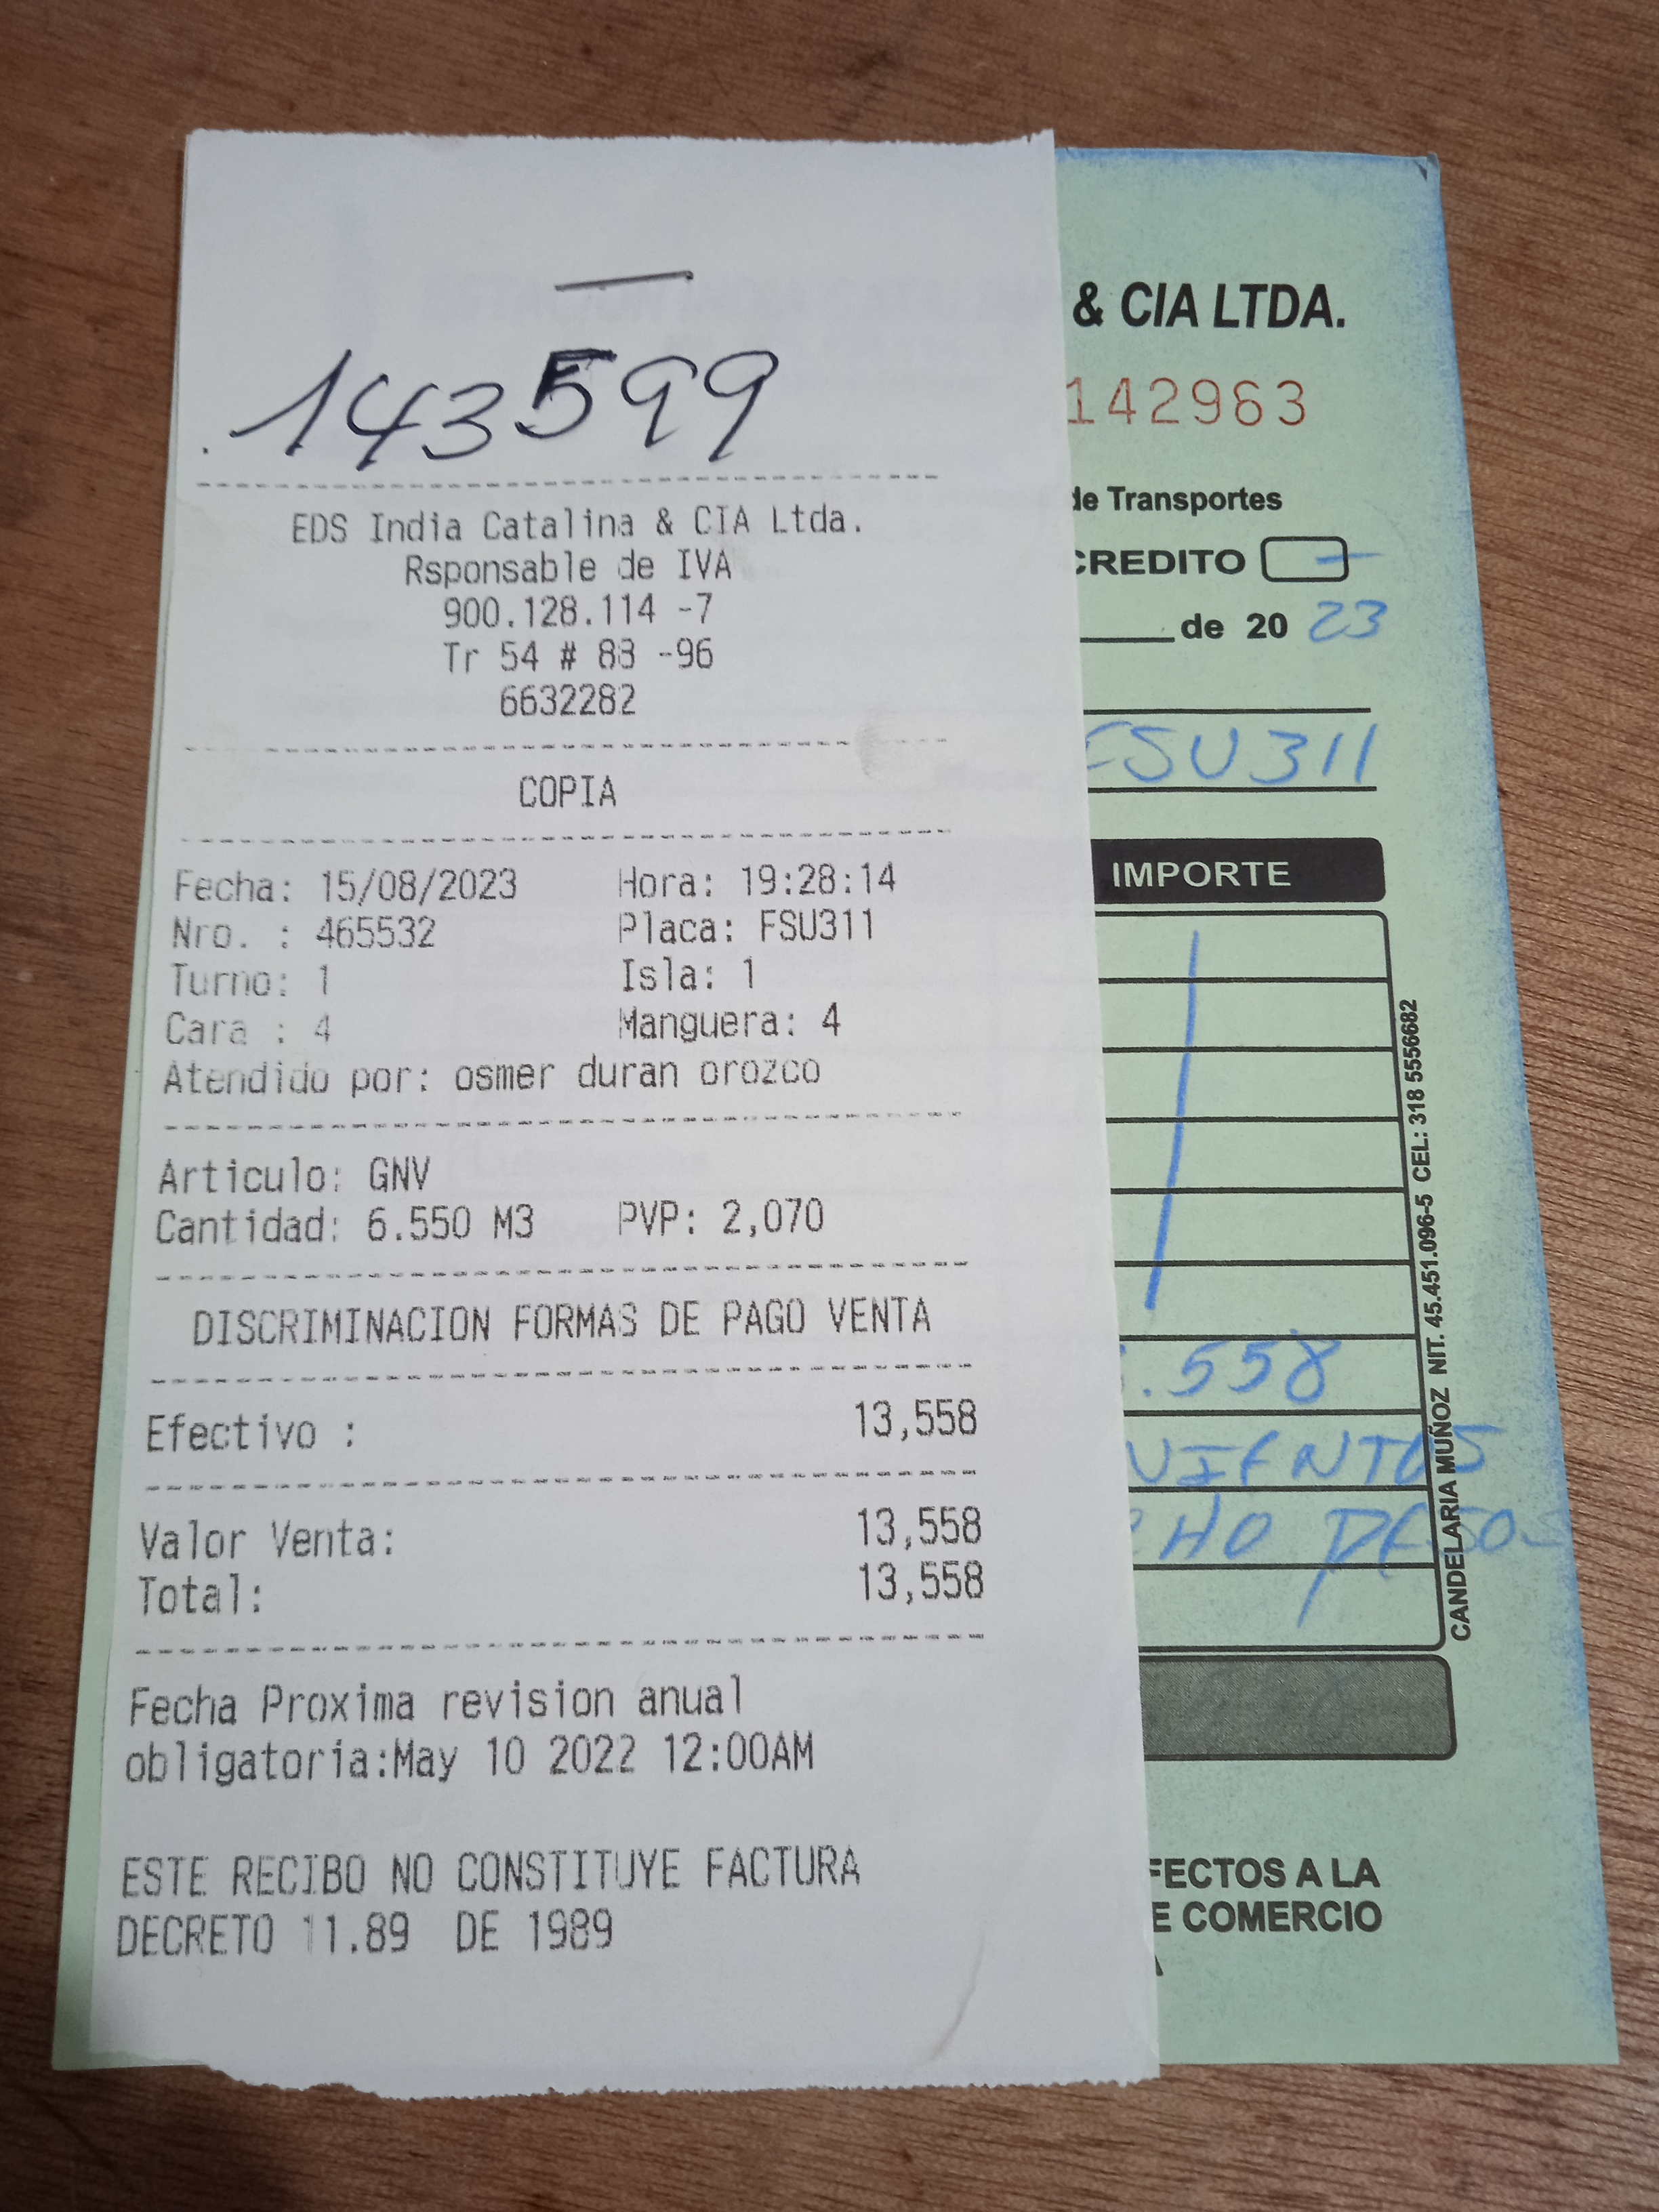 143599
EDS India Catalina & CIA Ltda.
Rsponsable de IVA
900.128.114 -7
Tr 54 # 88 -96
6632282
COPIA
Fecha: 15/08/2023 Hora: 19:28:14
Nro. : 465532 Placa: FSU311
Turno: 1 Isla: 1
Cara : 4 Manguera: 4
Atendido por: osmer duran orozco
Articulo: GNV
Cantidad: 6.550 M3 PVP: 2,070
DISCRIMINACION FORMAS DE PAGO VENTA
Efectivo : 13,558
Valor Venta: 13,558
Total: 13,558
Fecha Proxima revision anual
obligatoria:May 10 2022 12:00AM
ESTE RECIBO NO CONSTITUYE FACTURA
DECRETO 11.89 DE 1989
& CIA LTDA.
142963
de Transportes
CREDITO
de 20 23
FSU311
IMPORTE
.558
UIENTOS
HO PESOS
FECTOS A LA
E COMERCIO
CANDELARIA MUÑOZ NIT. 45.451.096-5 CEL: 318 5556682